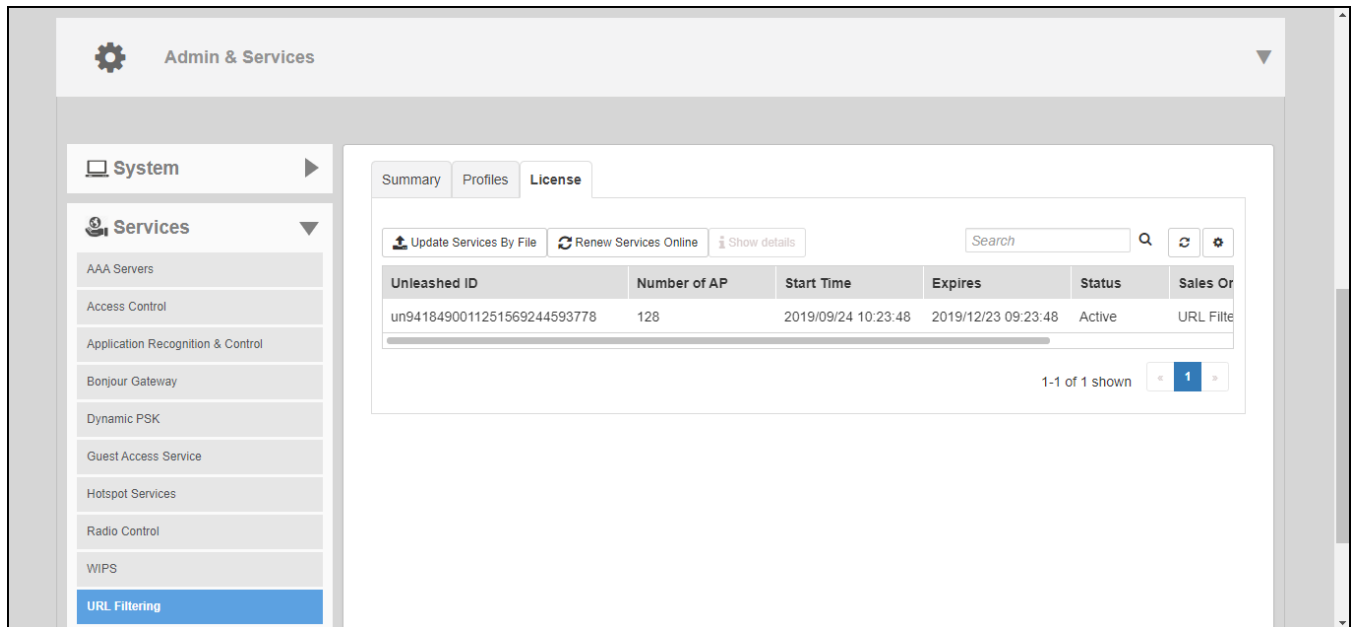 Admin & Services
System
Services
AAA Servers
Access Control
Application Recognition & Control
Bonjour Gateway
Dynamic PSK
Guest Access Service
Hotspot Services
Radio Control
WIPS
URL Filtering
Summary Profiles License
Update Services By File Renew Services Online Show details Search
Unleashed ID Number of AP Start Time Expires Status Sales Or
un9418490011251569244593778 128 2019/09/24 10:23:48 2019/12/23 09:23:48 Active URL Filte
1-1 of 1 shown « 1 »